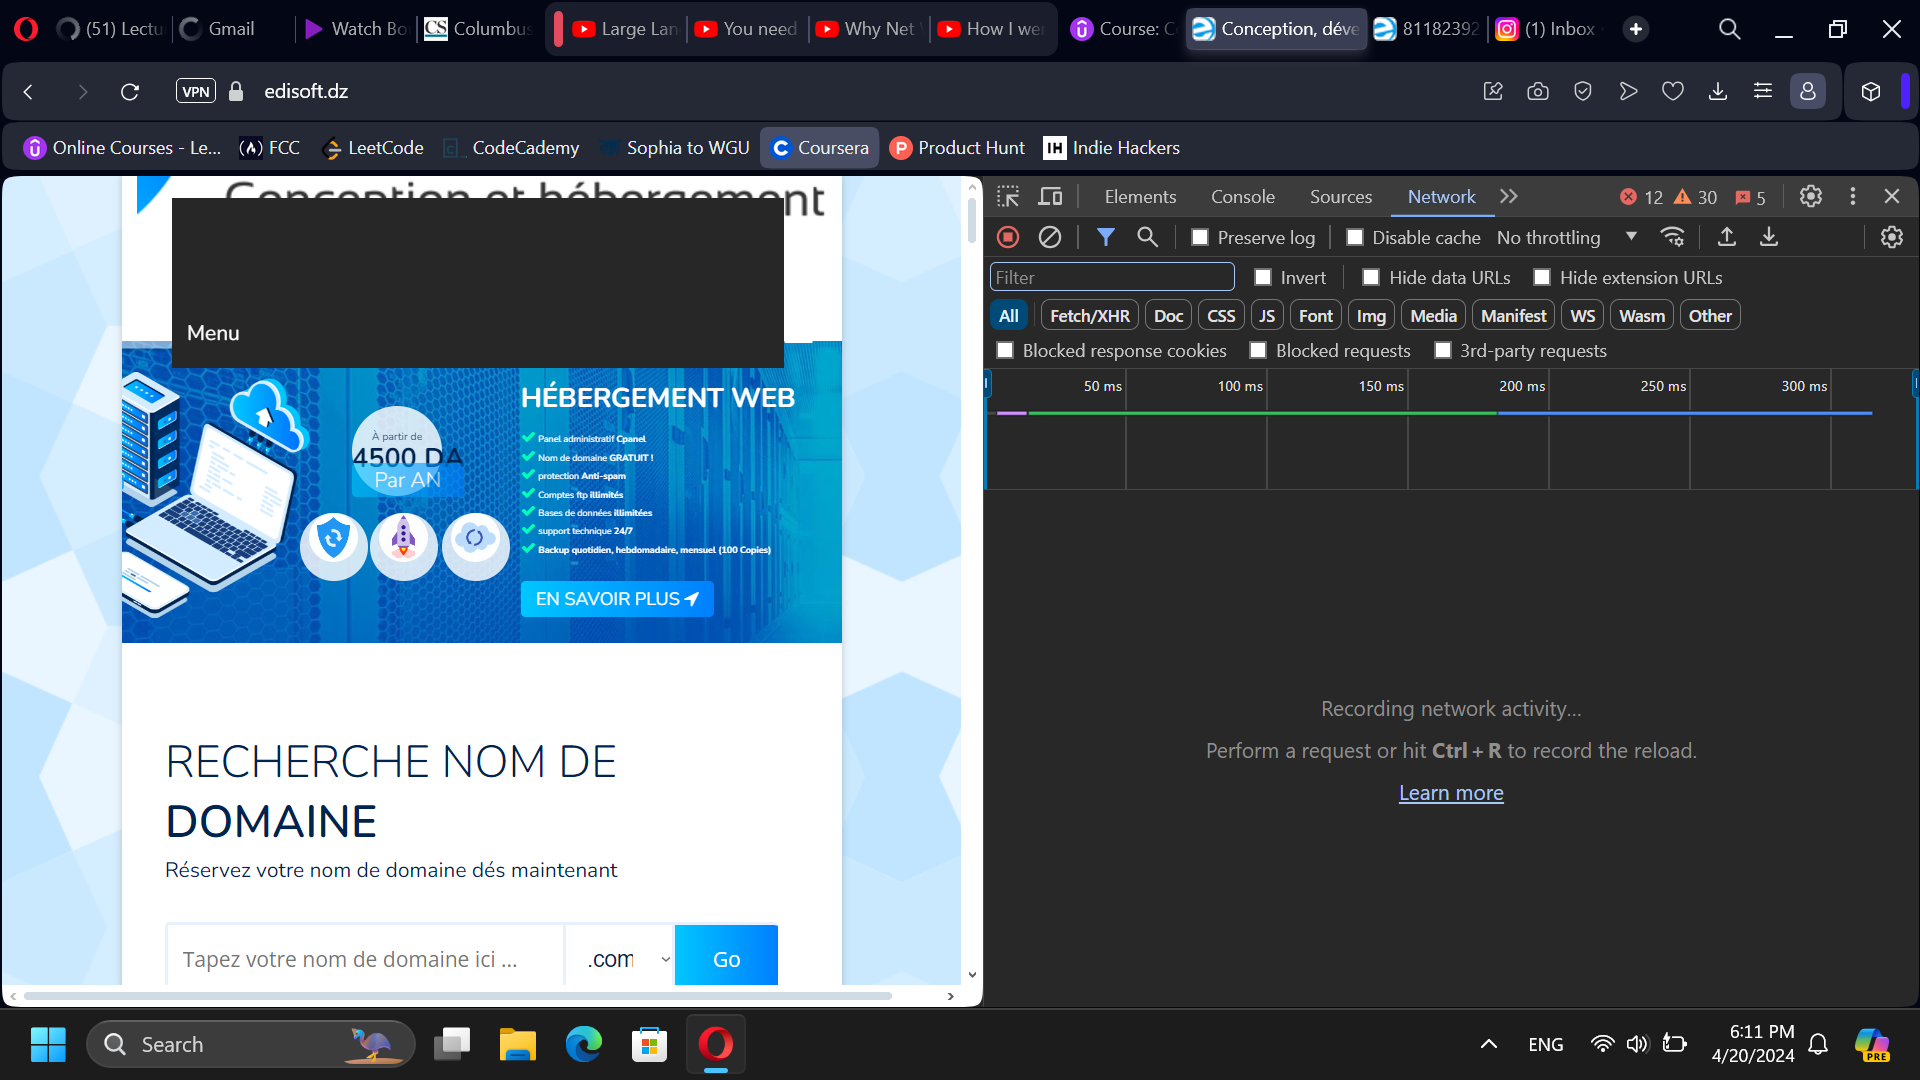 (51) Lectu
Gmail
Watch Bo
Columbus
Large Lan
You need
Why Net
How I wer
Course: C
Conception, déve
81182392
(1) Inbox
VPN
edisoft.dz
Online Courses - Le...
FCC
LeetCode
CodeCademy
Sophia to WGU
Coursera
Product Hunt
IH Indie Hackers
Conception et hébergement
Menu
À partir de
4500 DA
Par AN
HÉBERGEMENT WEB
Panel administratif Cpanel
Nom de domaine GRATUIT !
protection Anti-spam
Comptes ftp illimités
Bases de données illimitées
support technique 24/7
Backup quotidien, hebdomadaire, mensuel (100 Copies)
EN SAVOIR PLUS
RECHERCHE NOM DE
DOMAINE
Réservez votre nom de domaine dés maintenant
Tapez votre nom de domaine ici ...
.com
Go
Elements
Console
Sources
Network
12
30
5
Preserve log
Disable cache
No throttling
Filter
Invert
Hide data URLs
Hide extension URLs
All
Fetch/XHR
Doc
CSS
JS
Font
Img
Media
Manifest
WS
Wasm
Other
Blocked response cookies
Blocked requests
3rd-party requests
50 ms
100 ms
150 ms
200 ms
250 ms
300 ms
Recording network activity...
Perform a request or hit Ctrl + R to record the reload.
Learn more
Search
ENG
6:11 PM
4/20/2024
PRE